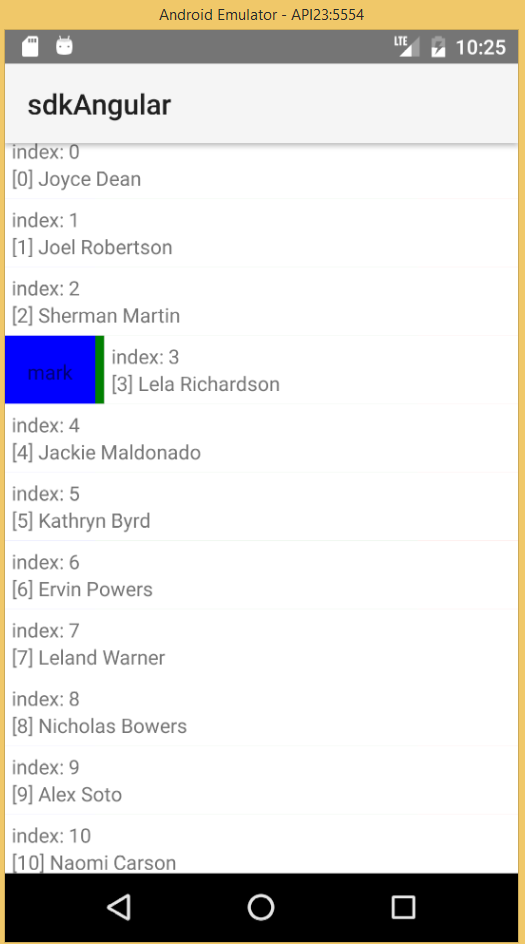 Android Emulator - API23:5554
LTE 10:25
sdkAngular
index: 0
[0] Joyce Dean
index: 1
[1] Joel Robertson
index: 2
[2] Sherman Martin
mark
index: 3
[3] Lela Richardson
index: 4
[4] Jackie Maldonado
index: 5
[5] Kathryn Byrd
index: 6
[6] Ervin Powers
index: 7
[7] Leland Warner
index: 8
[8] Nicholas Bowers
index: 9
[9] Alex Soto
index: 10
[10] Naomi Carson